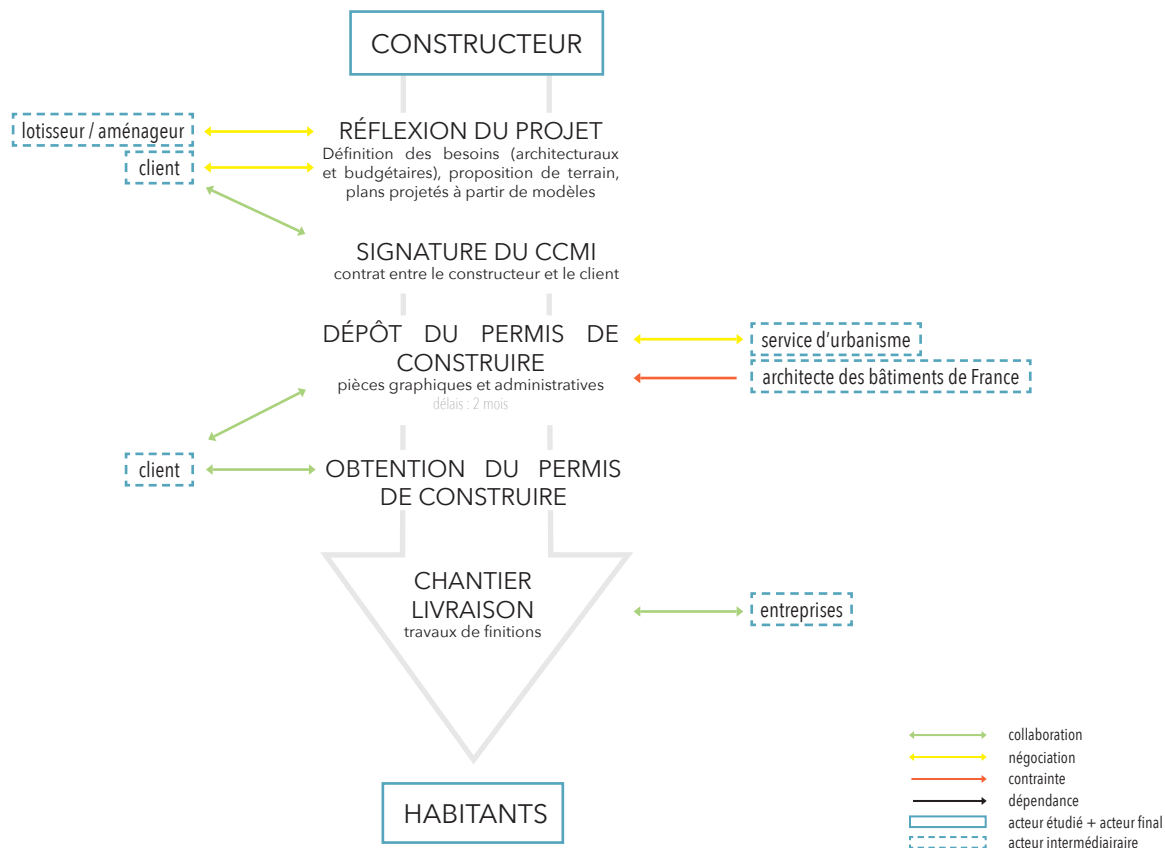 CONSTRUCTEUR
lotisseur / aménageur
client
RÉFLEXION DU PROJET
Définition des besoins (architecturaux
et budgétaires), proposition de terrain,
plans projetés à partir de modèles
SIGNATURE DU CCMI
contrat entre le constructeur et le client
DÉPÔT DU PERMIS DE
CONSTRUIRE
pièces graphiques et administratives
délais : 2 mois
service d'urbanisme
architecte des bâtiments de France
client
OBTENTION DU PERMIS
DE CONSTRUIRE
CHANTIER
LIVRAISON
travaux de finitions
entreprises
HABITANTS
collaboration
négociation
contrainte
dépendance
acteur étudié + acteur final
acteur intermédiairaire